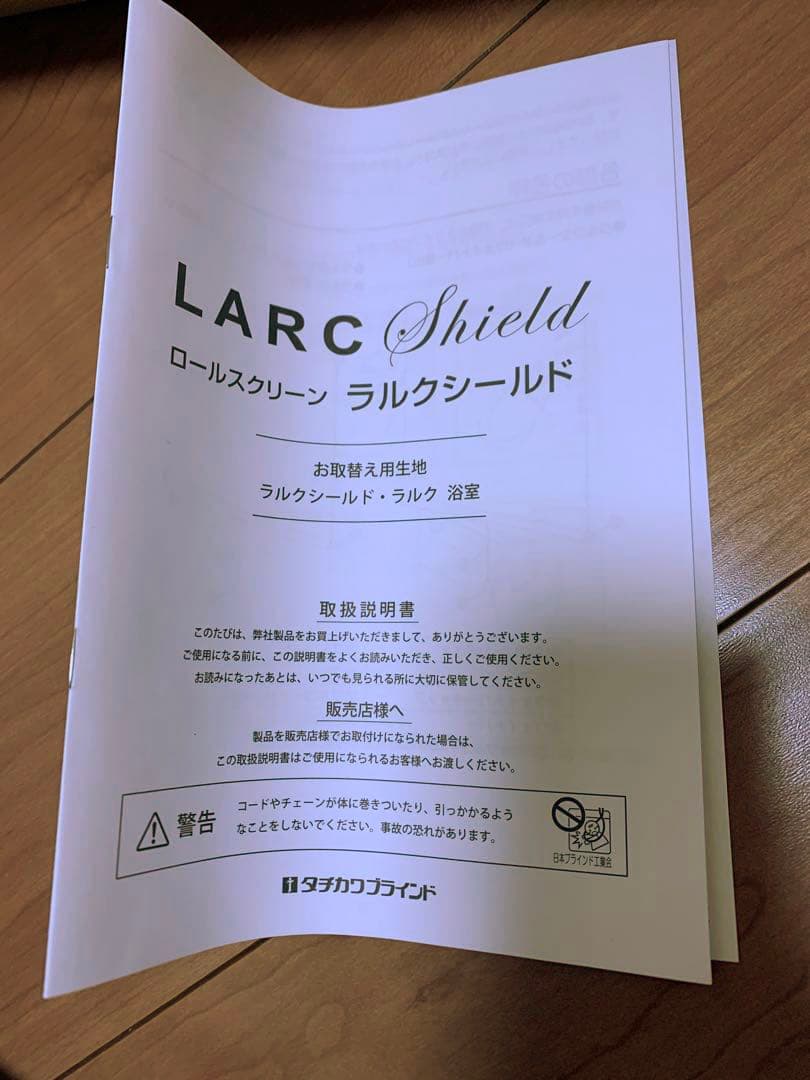 LARC Shield
ロールスクリーン ラルクシールド
お取替え用生地
ラルクシールド・ラルク 浴室
取扱説明書
このたびは、弊社製品をお買上げいただきまして、ありがとうございます。
ご使用になる前に、この説明書をよくお読みいただき、正しくご使用ください。
お読みになったあとは、いつでも見られる所に大切に保管してください。
販売店様へ
製品を販売店様でお取付けになられた場合は、
この取扱説明書はご使用になられるお客様へお渡しください。
警告
コードやチェーンが体に巻きついたり、引っかかるよう
なことをしないでください。事故の恐れがあります。
日本ブラインド工業会
タチカワブラインド